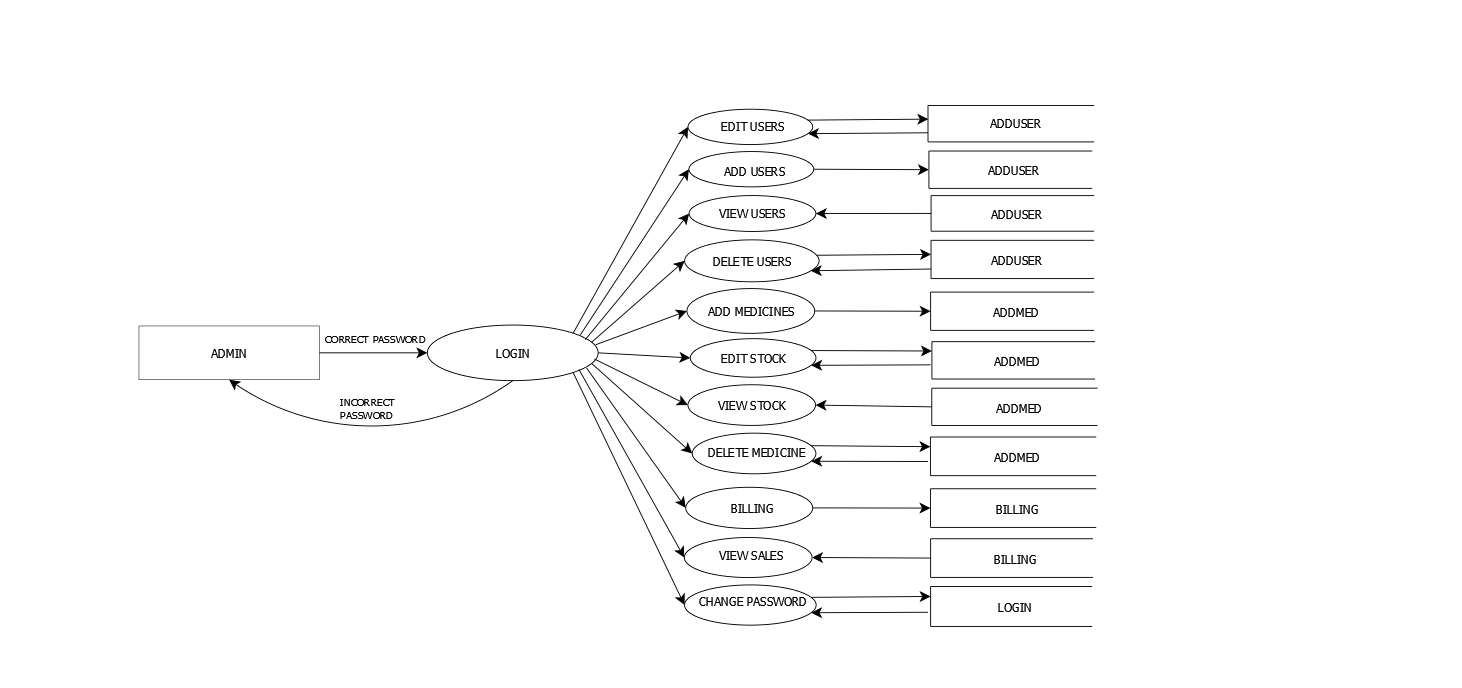 EDIT USERS
ADDUSER
ADD USERS
ADDUSER
VIEW USERS
ADDUSER
DELETE USERS
ADDUSER
ADD MEDICINES
ADDMED
ADMIN
CORRECT PASSWORD
LOGIN
EDIT STOCK
ADDMED
INCORRECT
PASSWORD
VIEW STOCK
ADDMED
DELETE MEDICINE
ADDMED
BILLING
BILLING
VIEW SALES
BILLING
CHANGE PASSWORD
LOGIN